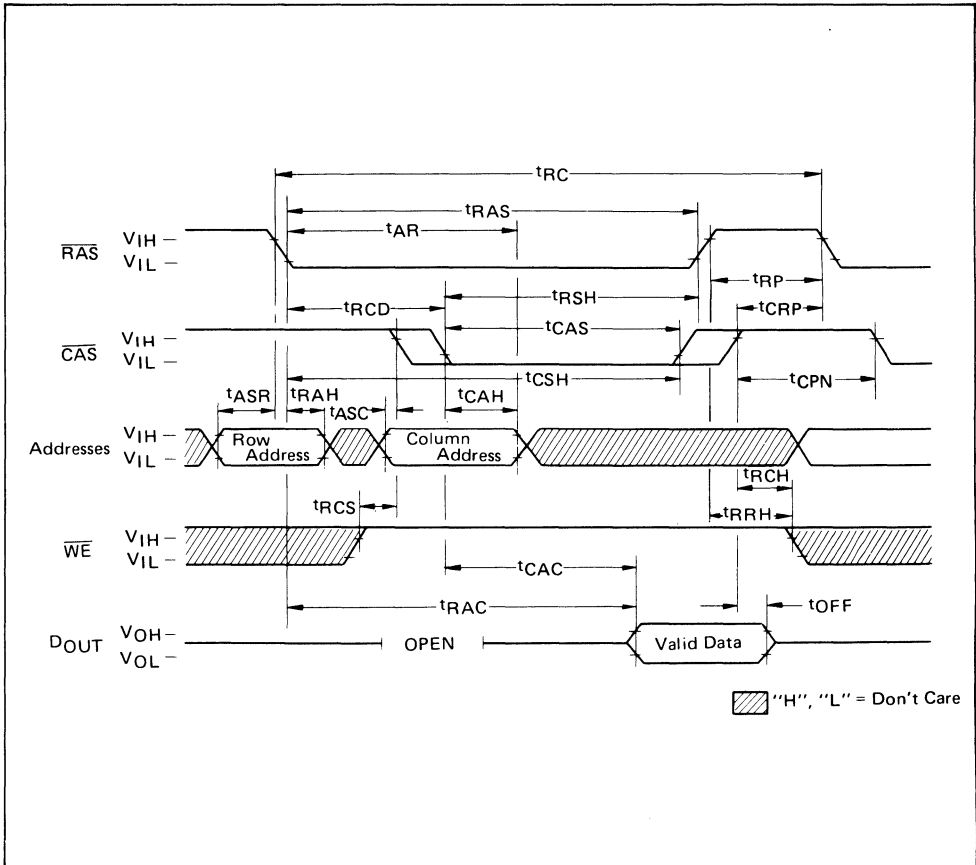 tRC
tRAS
tAR
RAS
VIH
VIL
tRP
tRSH
tRCD
tCRP
tCAS
CAS
VIH
VIL
tCSH
tCPN
tASR
tRAH
tASC
tCAH
Addresses
VIH
VIL
Row Address
Column Address
tRCH
tRCS
tRRH
WE
VIH
VIL
tCAC
tRAC
tOFF
DOUT
VOH
VOL
OPEN
Valid Data
"H", "L" = Don't Care